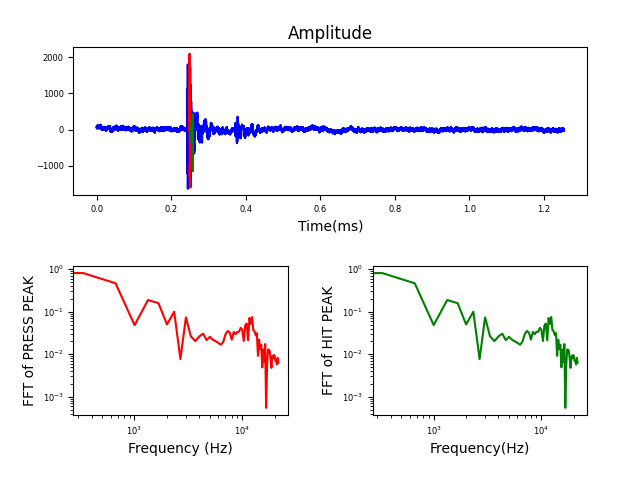 Amplitude
2000
1000
0
−1000
0.0 0.2 0.4 0.6 0.8 1.0 1.2
Time(ms)
FFT of PRESS PEAK
10⁰
10⁻¹
10⁻²
10⁻³
10³ 10⁴
Frequency (Hz)
FFT of HIT PEAK
10⁰
10⁻¹
10⁻²
10⁻³
10³ 10⁴
Frequency(Hz)